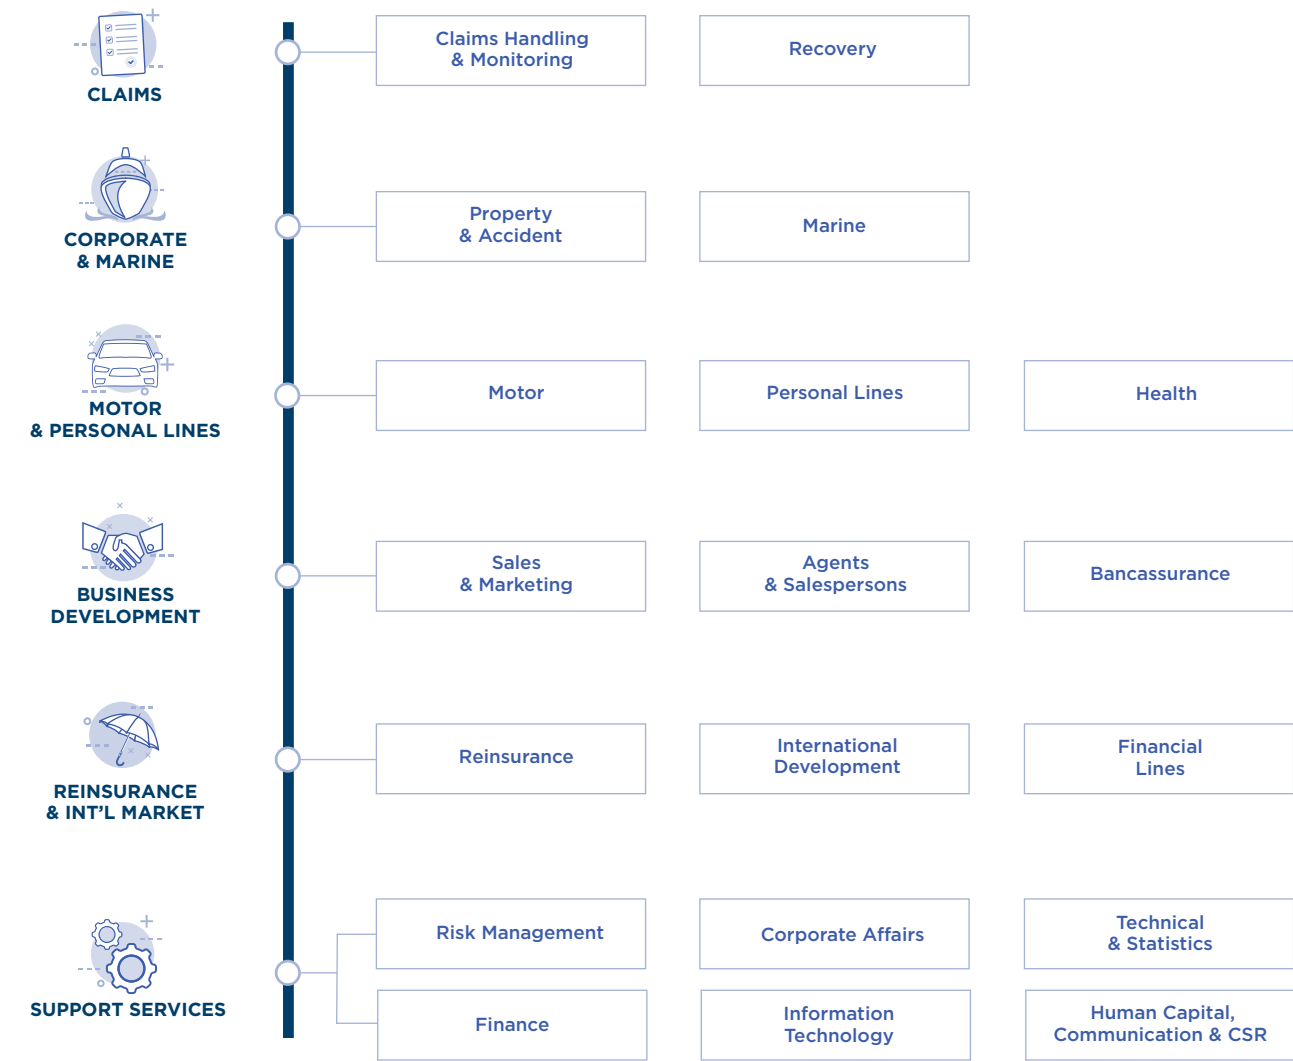 CLAIMS
Claims Handling
& Monitoring
Recovery
CORPORATE
& MARINE
Property
& Accident
Marine
MOTOR
& PERSONAL LINES
Motor
Personal Lines
Health
BUSINESS
DEVELOPMENT
Sales
& Marketing
Agents
& Salespersons
Bancassurance
REINSURANCE
& INT’L MARKET
Reinsurance
International
Development
Financial
Lines
SUPPORT SERVICES
Risk Management
Corporate Affairs
Technical
& Statistics
Finance
Information
Technology
Human Capital,
Communication & CSR